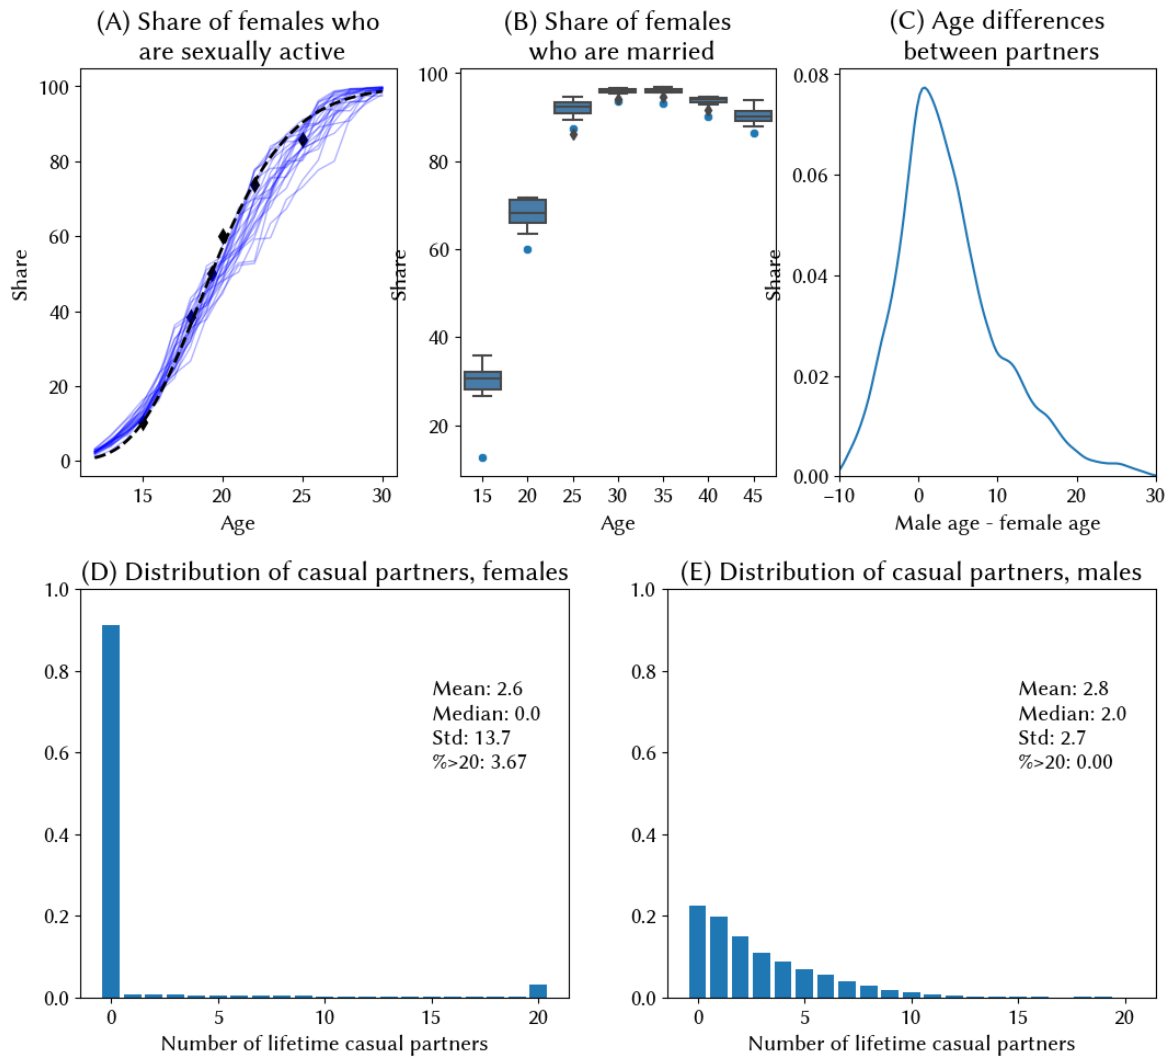 (A) Share of females who
are sexually active
100
80
60
40
20
0
Share
15
20
25
30
Age
(B) Share of females
who are married
100
80
60
40
20
Share
15
20
25
30
35
40
45
Age
(C) Age differences
between partners
0.08
0.06
0.04
0.02
0.00
Share
−10
0
10
20
30
Male age - female age
(D) Distribution of casual partners, females
1.0
0.8
0.6
0.4
0.2
0.0
Mean: 2.6
Median: 0.0
Std: 13.7
%>20: 3.67
0
5
10
15
20
Number of lifetime casual partners
(E) Distribution of casual partners, males
1.0
0.8
0.6
0.4
0.2
0.0
Mean: 2.8
Median: 2.0
Std: 2.7
%>20: 0.00
0
5
10
15
20
Number of lifetime casual partners